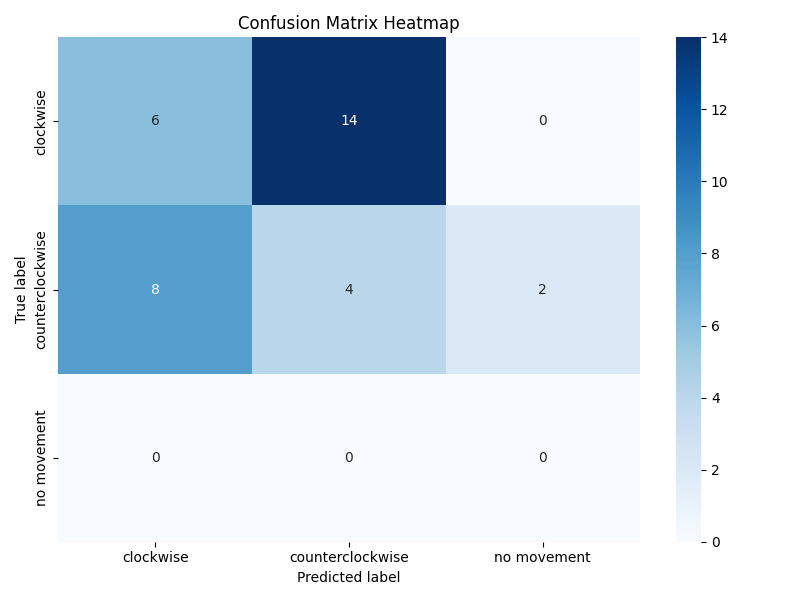 Confusion Matrix Heatmap
clockwise
6
14
0
counterclockwise
8
4
2
no movement
0
0
0
True label
clockwise
counterclockwise
no movement
Predicted label
14
12
10
8
6
4
2
0